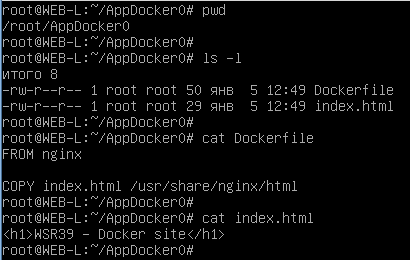 root@WEB-L:~/AppDocker0# pwd
/root/AppDocker0
root@WEB-L:~/AppDocker0#
root@WEB-L:~/AppDocker0# ls -l
итого 8
-rw-r--r-- 1 root root 50 янв  5 12:49 Dockerfile
-rw-r--r-- 1 root root 29 янв  5 12:49 index.html
root@WEB-L:~/AppDocker0#
root@WEB-L:~/AppDocker0# cat Dockerfile
FROM nginx

COPY index.html /usr/share/nginx/html
root@WEB-L:~/AppDocker0#
root@WEB-L:~/AppDocker0# cat index.html
<h1>WSR39 - Docker site</h1>
root@WEB-L:~/AppDocker0#